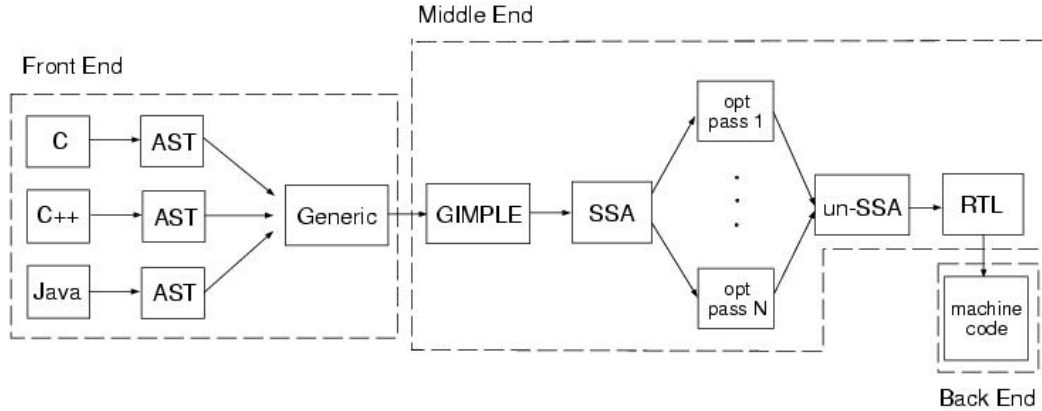 Middle End
Front End
C
AST
C++
AST
Java
AST
Generic
GIMPLE
SSA
opt
pass 1
opt
pass N
un-SSA
RTL
machine
code
Back End